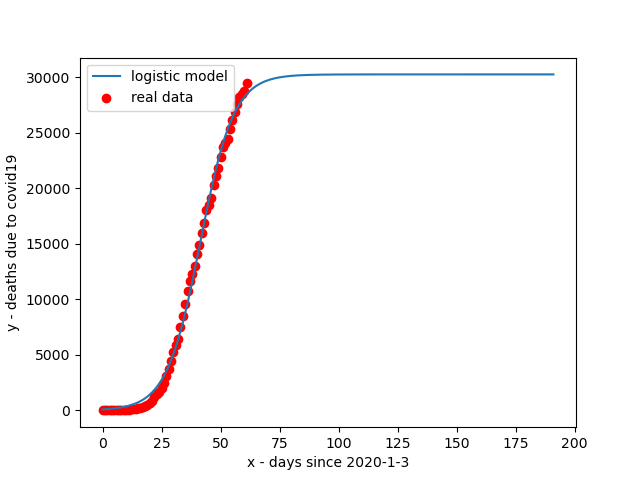 logistic model
real data
30000
25000
20000
15000
10000
5000
0
y - deaths due to covid19
0 25 50 75 100 125 150 175 200
x - days since 2020-1-3